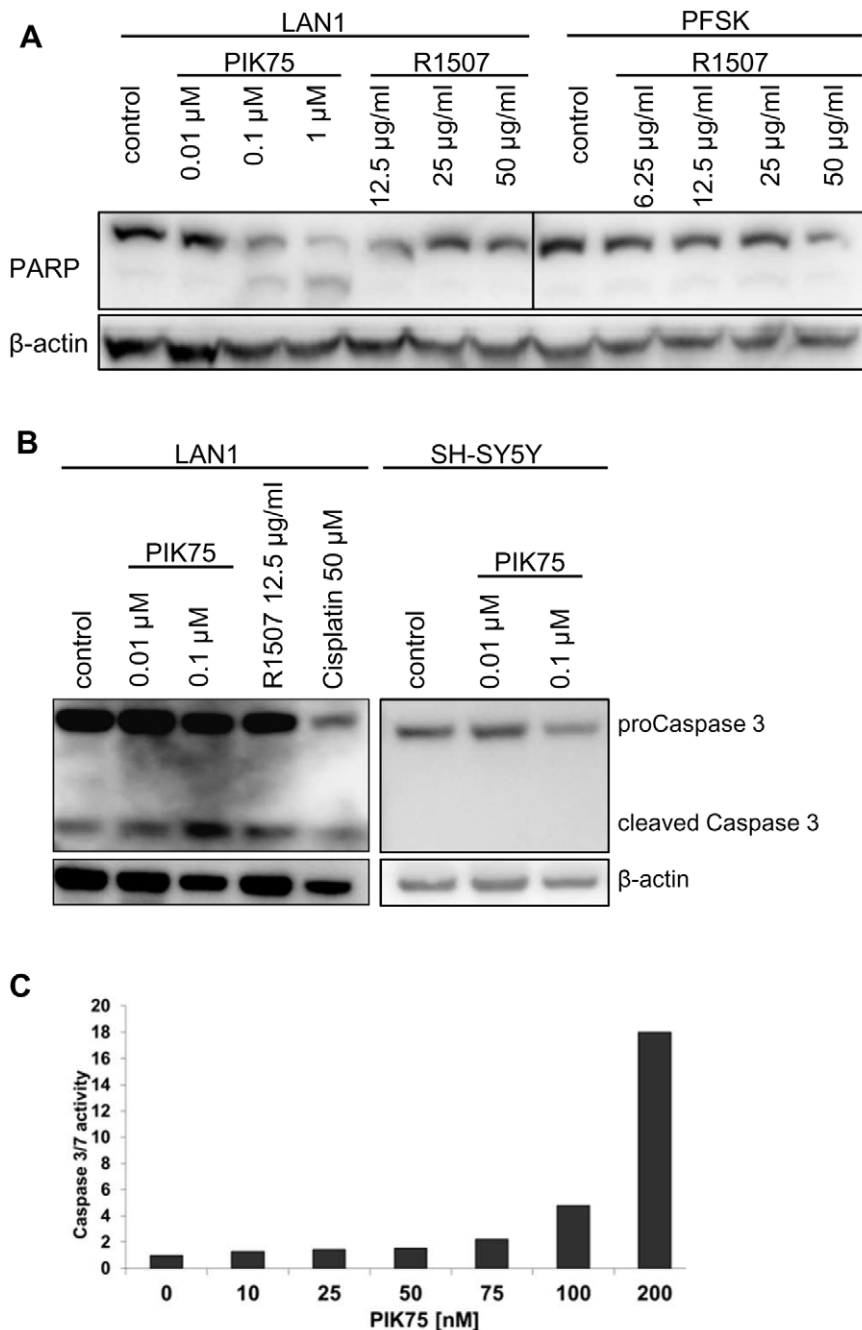 A
LAN1 PFSK
PIK75 R1507 R1507
control 0.01 µM 0.1 µM 1 µM 12.5 µg/ml 25 µg/ml 50 µg/ml control 6.25 µg/ml 12.5 µg/ml 25 µg/ml 50 µg/ml
PARP
β-actin
B
LAN1 SH-SY5Y
PIK75 PIK75
control 0.01 µM 0.1 µM R1507 12.5 µg/ml Cisplatin 50 µM control 0.01 µM 0.1 µM
proCaspase 3
cleaved Caspase 3
β-actin
C
Caspase 3/7 activity
20
18
16
14
12
10
8
6
4
2
0
0 10 25 50 75 100 200
PIK75 [nM]